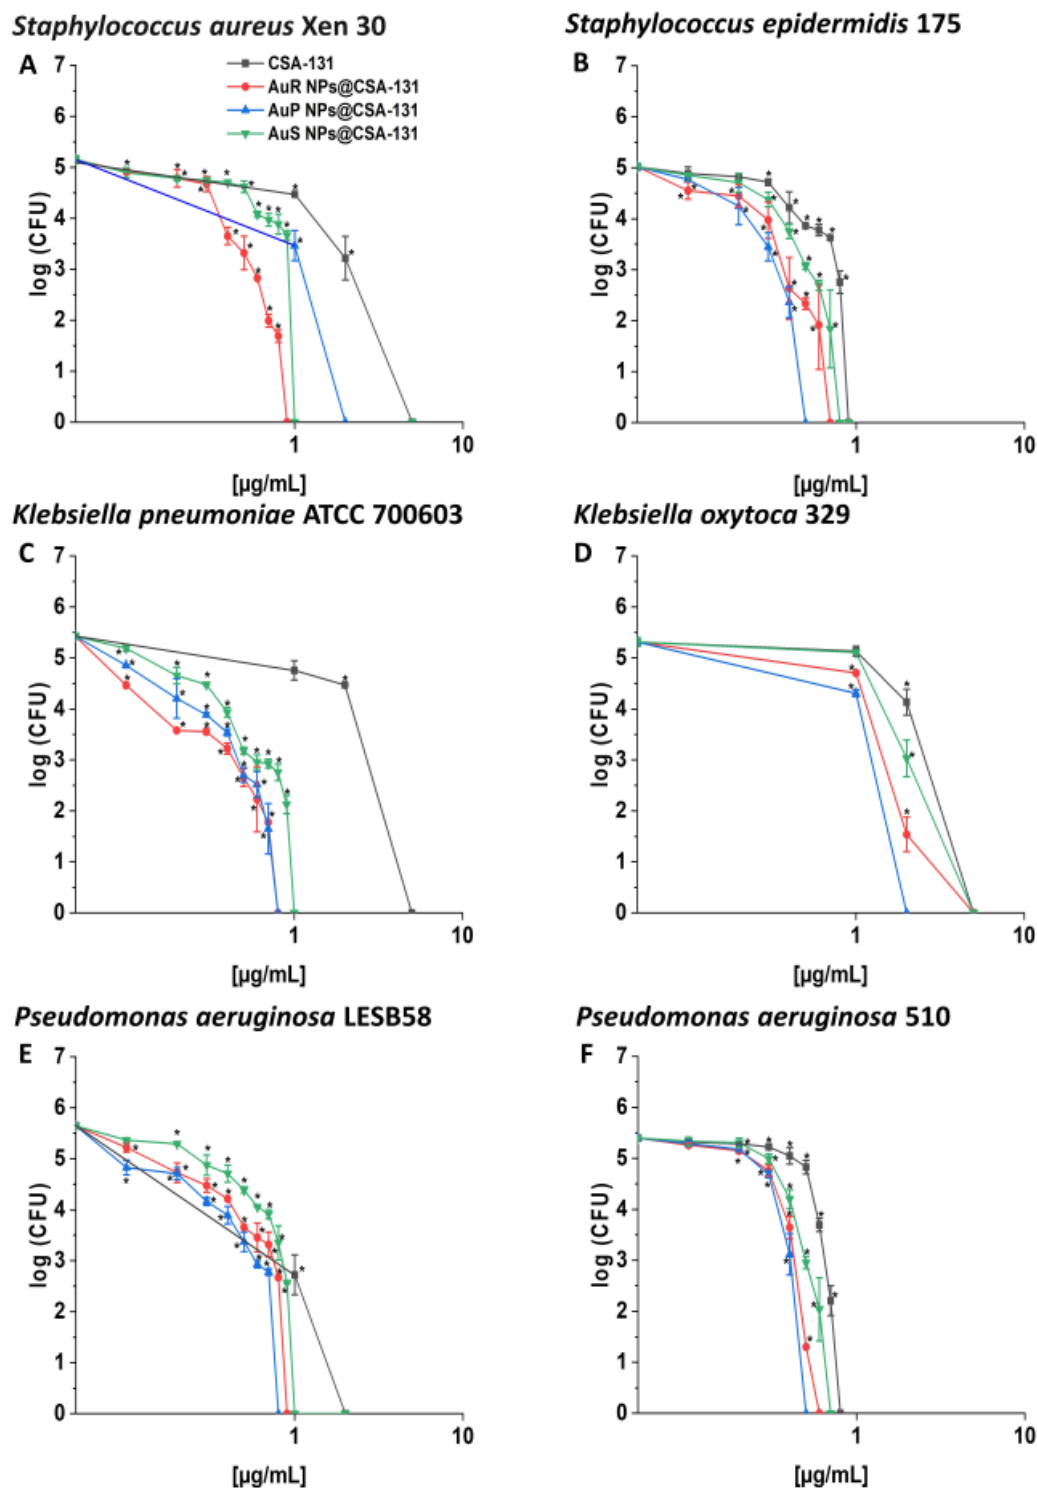 Staphylococcus aureus Xen 30
A
CSA-131
AuR NPs@CSA-131
AuP NPs@CSA-131
AuS NPs@CSA-131
7
6
5
4
3
2
1
0
log (CFU)
1 10
[µg/mL]
Staphylococcus epidermidis 175
B
7
6
5
4
3
2
1
0
log (CFU)
1 10
[µg/mL]
Klebsiella pneumoniae ATCC 700603
C
7
6
5
4
3
2
1
0
log (CFU)
1 10
[µg/mL]
Klebsiella oxytoca 329
D
7
6
5
4
3
2
1
0
log (CFU)
1 10
[µg/mL]
Pseudomonas aeruginosa LESB58
E
7
6
5
4
3
2
1
0
log (CFU)
1 10
[µg/mL]
Pseudomonas aeruginosa 510
F
7
6
5
4
3
2
1
0
log (CFU)
1 10
[µg/mL]